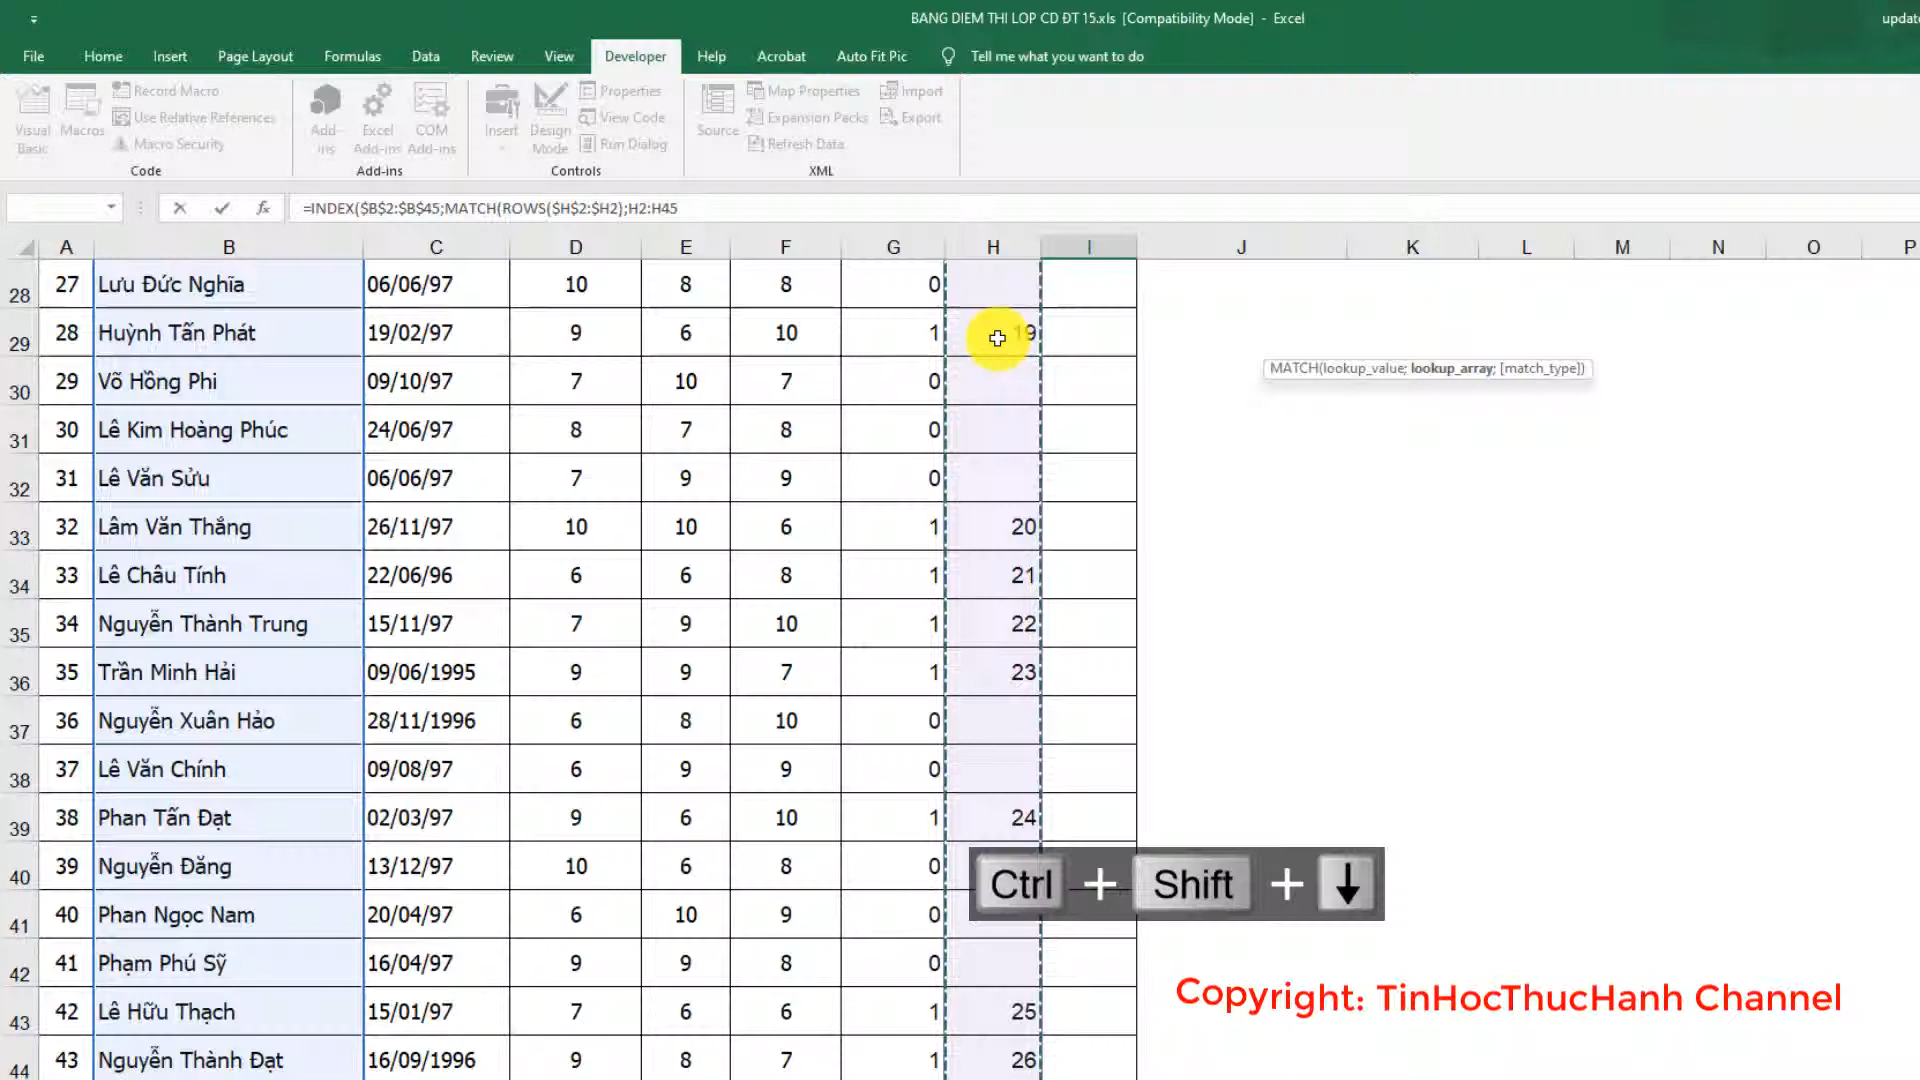 BANG DIEM THI LOP CD ĐT 15.xls [Compatibility Mode] - Excel
update
File Home Insert Page Layout Formulas Data Review View Developer Help Acrobat Auto Fit Pic Tell me what you want to do
Visual Basic
Macros
Record Macro
Use Relative References
Macro Security
Code
Add-ins
Excel Add-ins
COM Add-ins
Add-ins
Insert
Design Mode
Properties
View Code
Run Dialog
Controls
Source
Map Properties
Expansion Packs
Refresh Data
Import
Export
XML
fx =INDEX($B$2:$B$45;MATCH(ROWS($H$2:$H2);H2:H45
A B C D E F G H I J K L M N O P
28 27 Lưu Đức Nghĩa 06/06/97 10 8 8 0
29 28 Huỳnh Tấn Phát 19/02/97 9 6 10 1 19
MATCH(lookup_value; lookup_array; [match_type])
30 29 Võ Hồng Phi 09/10/97 7 10 7 0
31 30 Lê Kim Hoàng Phúc 24/06/97 8 7 8 0
32 31 Lê Văn Sửu 06/06/97 7 9 9 0
33 32 Lâm Văn Thắng 26/11/97 10 10 6 1 20
34 33 Lê Châu Tính 22/06/96 6 6 8 1 21
35 34 Nguyễn Thành Trung 15/11/97 7 9 10 1 22
36 35 Trần Minh Hải 09/06/1995 9 9 7 1 23
37 36 Nguyễn Xuân Hảo 28/11/1996 6 8 10 0
38 37 Lê Văn Chính 09/08/97 6 9 9 0
39 38 Phan Tấn Đạt 02/03/97 9 6 10 1 24
40 39 Nguyễn Đăng 13/12/97 10 6 8 0
Ctrl + Shift + ↓
41 40 Phan Ngọc Nam 20/04/97 6 10 9 0
42 41 Phạm Phú Sỹ 16/04/97 9 9 8 0
43 42 Lê Hữu Thạch 15/01/97 7 6 6 1 25
Copyright: TinHocThucHanh Channel
44 43 Nguyễn Thành Đạt 16/09/1996 9 8 7 1 26